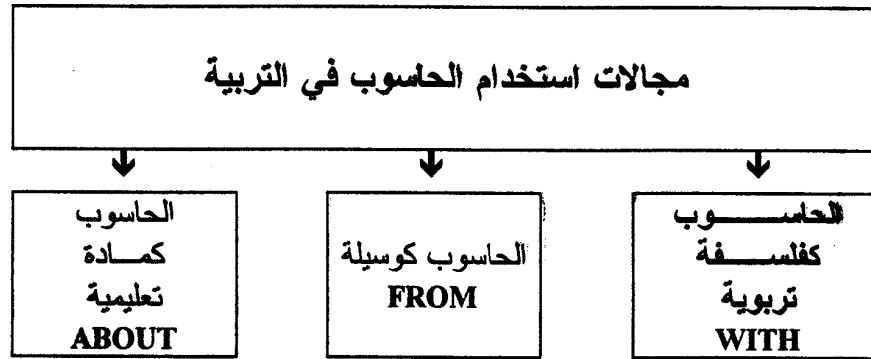 مجالات استخدام الحاسوب في التربية
الحاسوب
كفلسفة
تربوية
WITH
الحاسوب كوسيلة
FROM
الحاسوب
كمادة
تعليمية
ABOUT